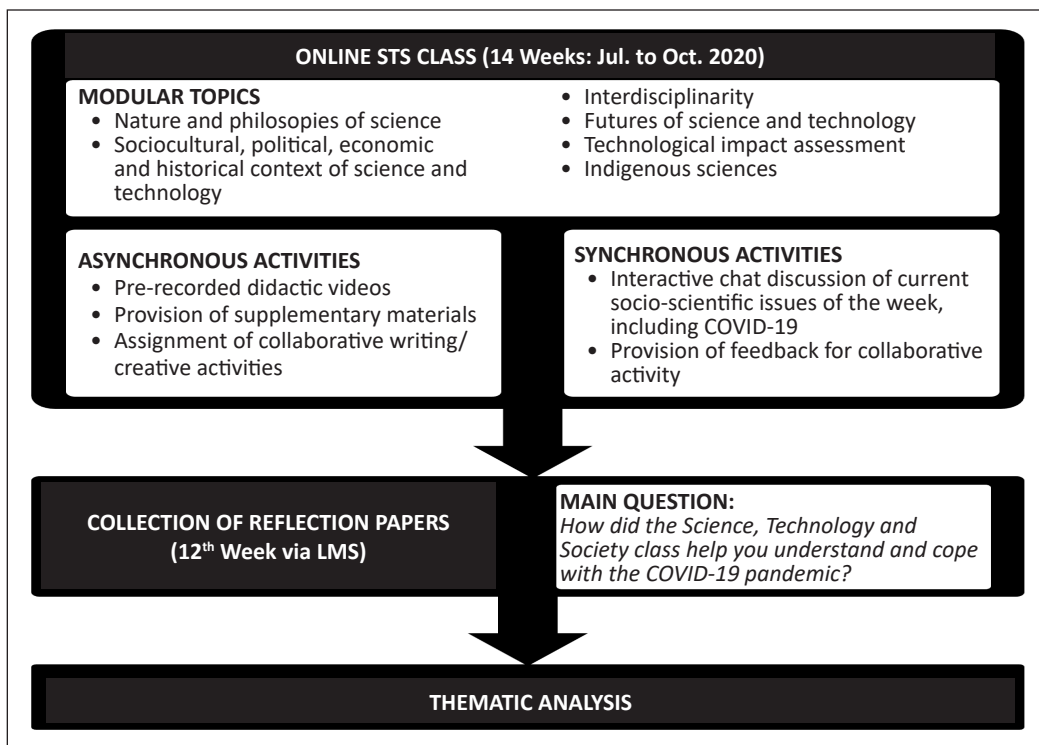 ONLINE STS CLASS (14 Weeks: Jul. to Oct. 2020)
MODULAR TOPICS
• Nature and philosopies of science
• Sociocultural, political, economic
and historical context of science and
technology
• Interdisciplinarity
• Futures of science and technology
• Technological impact assessment
• Indigenous sciences
ASYNCHRONOUS ACTIVITIES
• Pre-recorded didactic videos
• Provision of supplementary materials
• Assignment of collaborative writing/
creative activities
SYNCHRONOUS ACTIVITIES
• Interactive chat discussion of current
socio-scientific issues of the week,
including COVID-19
• Provision of feedback for collaborative
activity
COLLECTION OF REFLECTION PAPERS
(12th Week via LMS)
MAIN QUESTION:
How did the Science, Technology and
Society class help you understand and cope
with the COVID-19 pandemic?
THEMATIC ANALYSIS